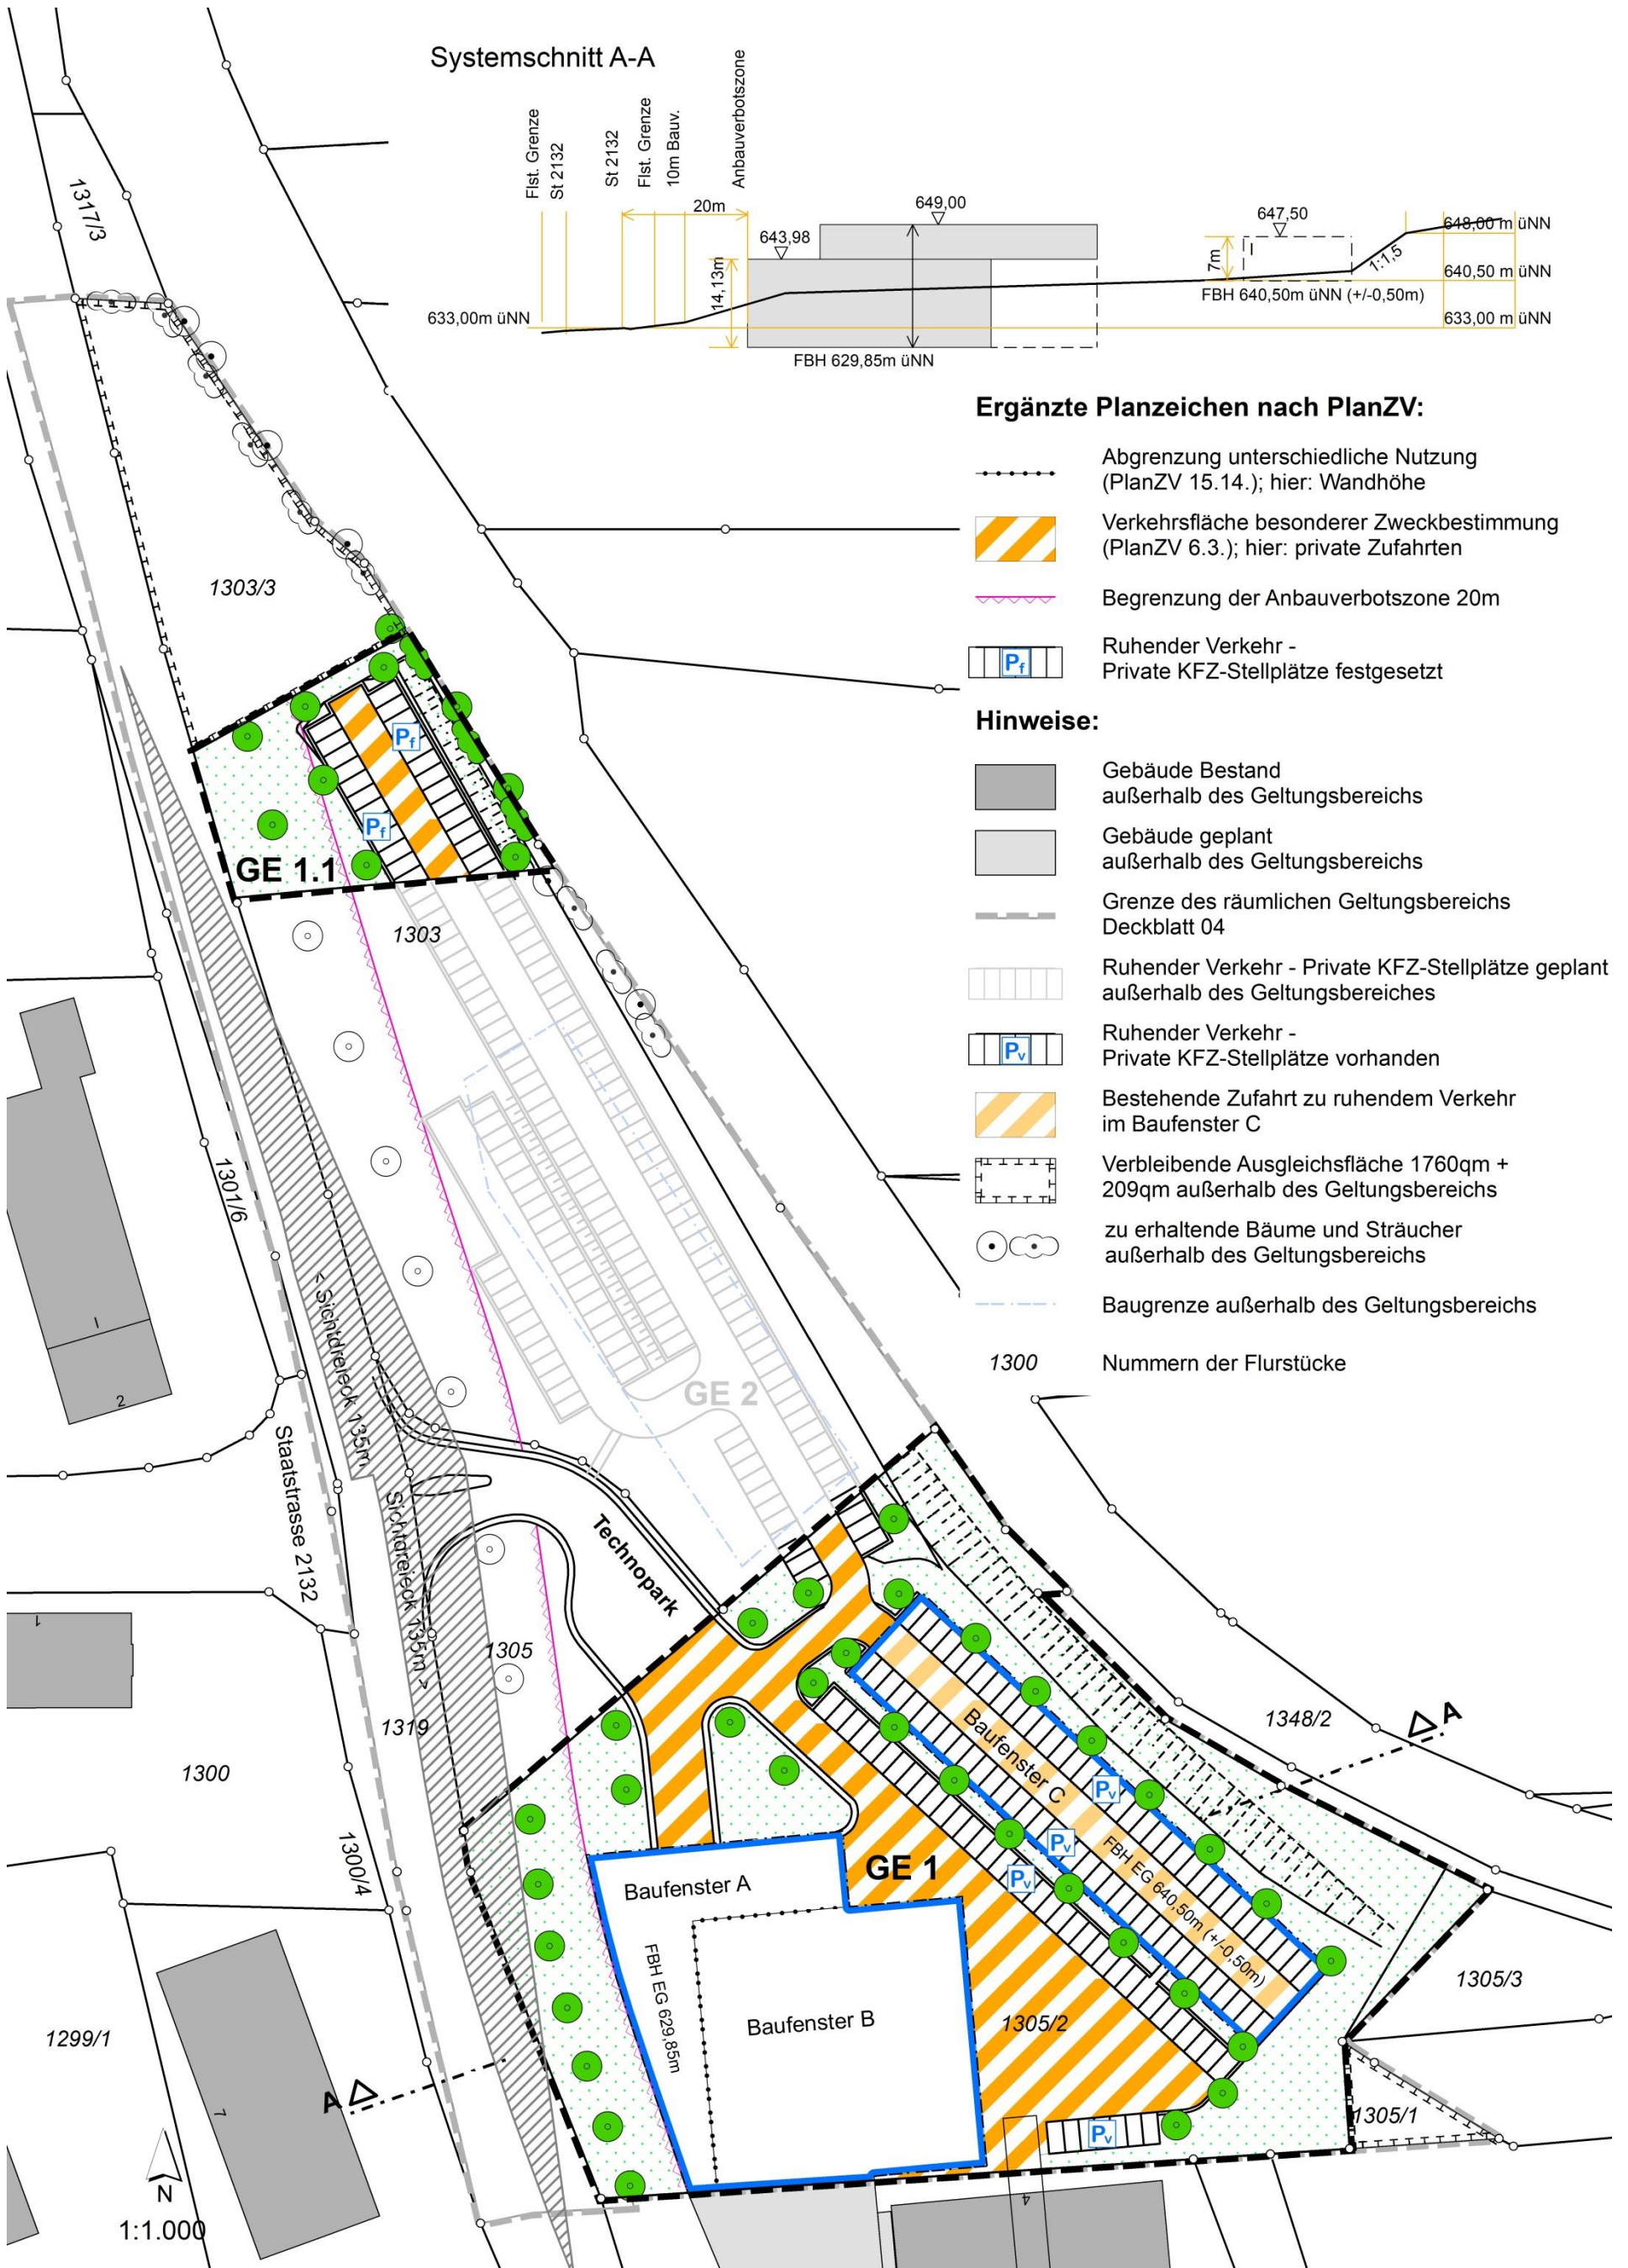 Systemschnitt A-A
Flst. Grenze
St 2132
St 2132
Flst. Grenze
10m Bauv.
Anbauverbotszone
20m
649,00
643,98
647,50
14,13m
7m
I
1:1,5
648,00 m üNN
640,50 m üNN
FBH 640,50m üNN (+/-0,50m)
633,00m üNN
633,00 m üNN
FBH 629,85m üNN
Ergänzte Planzeichen nach PlanZV:
Abgrenzung unterschiedliche Nutzung
(PlanZV 15.14.); hier: Wandhöhe
Verkehrsfläche besonderer Zweckbestimmung
(PlanZV 6.3.); hier: private Zufahrten
Begrenzung der Anbauverbotszone 20m
Pf
Ruhender Verkehr -
Private KFZ-Stellplätze festgesetzt
Hinweise:
Gebäude Bestand
außerhalb des Geltungsbereichs
Gebäude geplant
außerhalb des Geltungsbereichs
Grenze des räumlichen Geltungsbereichs
Deckblatt 04
Ruhender Verkehr - Private KFZ-Stellplätze geplant
außerhalb des Geltungsbereiches
Pv
Ruhender Verkehr -
Private KFZ-Stellplätze vorhanden
Bestehende Zufahrt zu ruhendem Verkehr
im Baufenster C
Verbleibende Ausgleichsfläche 1760qm +
209qm außerhalb des Geltungsbereichs
zu erhaltende Bäume und Sträucher
außerhalb des Geltungsbereichs
Baugrenze außerhalb des Geltungsbereichs
1300
Nummern der Flurstücke
1317/3
1303/3
Pf
Pf
GE 1.1
1303
1301/6
I
2
< Sichtdreieck 135m
GE 2
Staatstrasse 2132
Sichtdreieck 135m >
Technopark
1
1305
1319
1300
1300/4
1348/2
A
Baufenster C
Pv
Pv
Pv
FBH EG 640,50m (+/-0,50m)
GE 1
Baufenster A
FBH EG 629,85m
Baufenster B
1305/2
1305/3
1299/1
A
7
1305/1
Pv
4
N
1:1.000